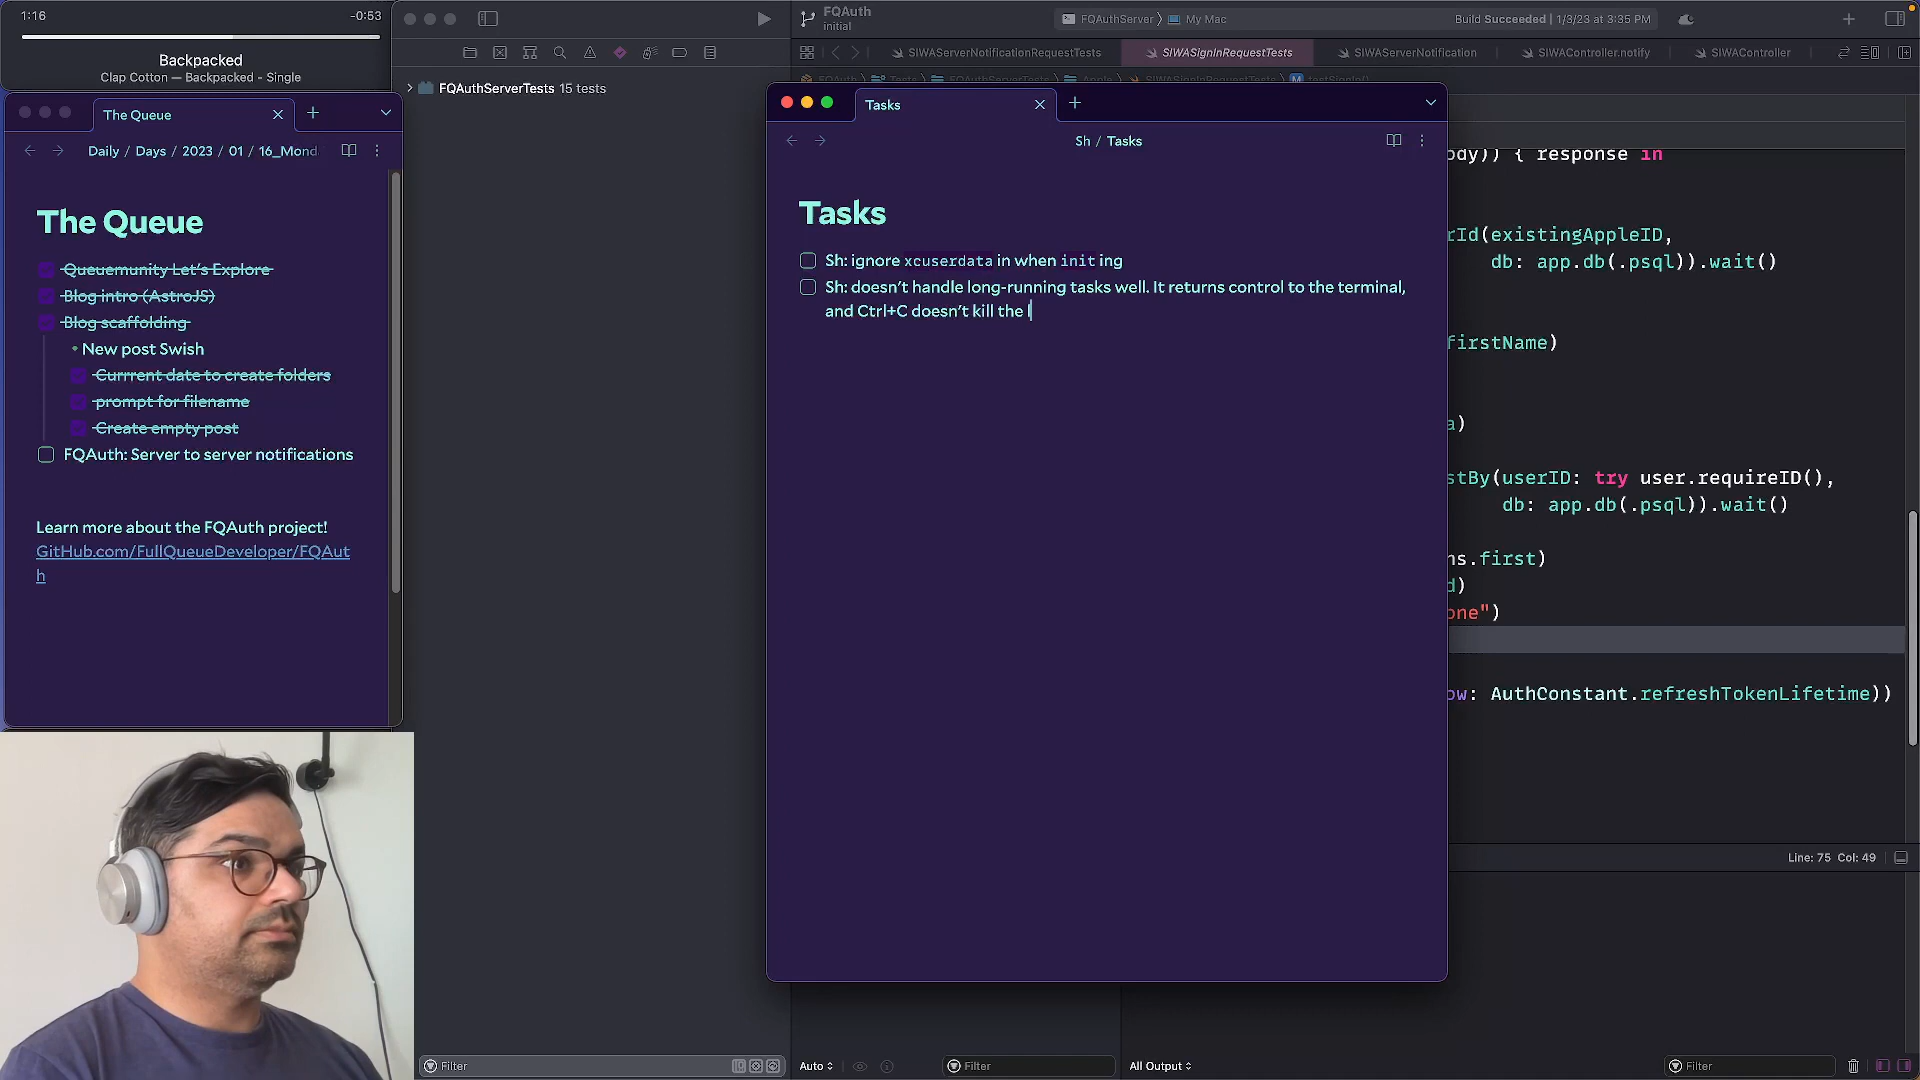 1:16
-0:53
Backpacked
Clap Cotton — Backpacked - Single
The Queue
Daily / Days / 2023 / 01 / 16_Mond
The Queue
Queuemunity Let's Explore
Blog intro (AstroJS)
Blog scaffolding
• New post Swish
Currrent date to create folders
prompt for filename
Create empty post
FQAuth: Server to server notifications
Learn more about the FQAuth project!
GitHub.com/FullQueueDeveloper/FQAut
h
FQAuthServerTests 15 tests
Filter
FQAuth
initial
FQAuthServer
My Mac
Build Succeeded | 1/3/23 at 3:35 PM
SIWAServerNotificationRequestTests
SIWASignInRequestTests
SIWAServerNotification
SIWAController.notify
SIWAController
Tasks
Sh / Tasks
Tasks
Sh: ignore xcuserdata in when init ing
Sh: doesn't handle long-running tasks well. It returns control to the terminal,
and Ctrl+C doesn't kill the l
ody)) { response in
rId(existingAppleID,
db: app.db(.psql)).wait()
firstName)
a)
stBy(userID: try user.requireID(),
db: app.db(.psql)).wait()
ns.first)
d)
one")
ow: AuthConstant.refreshTokenLifetime))
Line: 75 Col: 49
Auto
Filter
All Output
Filter